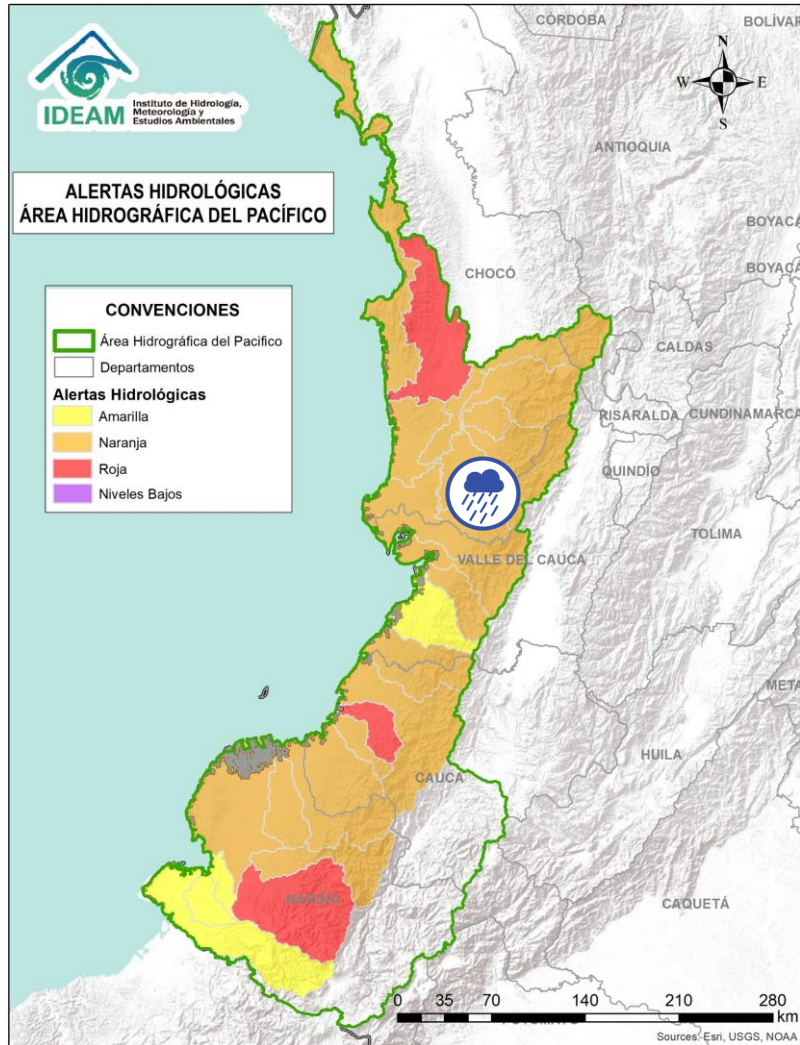 CÓRDOBA
BOLÍVAR
IDEAM
Instituto de Hidrología,
Meteorología y
Estudios Ambientales
N
W
E
S
ANTIOQUIA
ALERTAS HIDROLÓGICAS
ÁREA HIDROGRÁFICA DEL PACÍFICO
BOYACÁ
BOYACÁ
CHOCÓ
CONVENCIONES
Área Hidrográfica del Pacifico
Departamentos
Alertas Hidrológicas
Amarilla
Naranja
Roja
Niveles Bajos
CALDAS
RISARALDA
CUNDINAMARCA
QUINDÍO
TOLIMA
VALLE DEL CAUCA
META
HUILA
CAUCA
NARIÑO
CAQUETÁ
0 35 70 140 210 280
km
Sources: Esri, USGS, NOAA